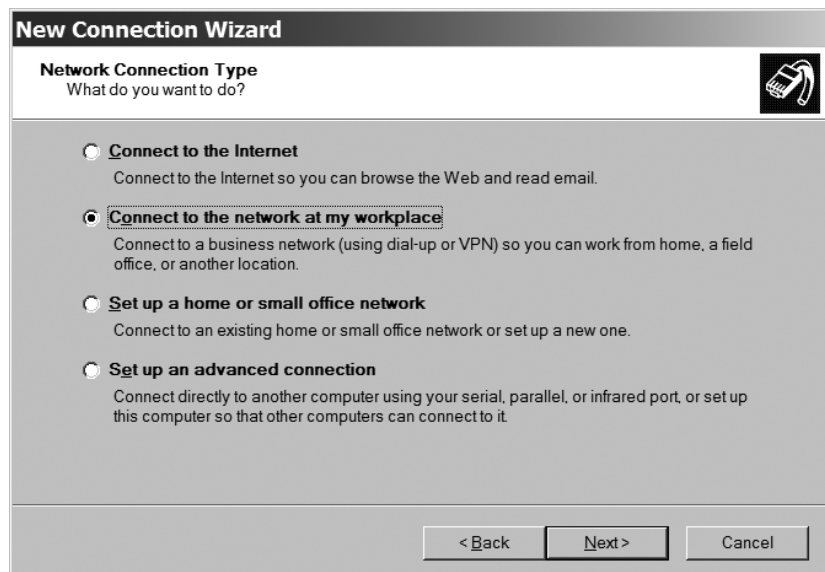 New Connection Wizard
Network Connection Type
What do you want to do?
Connect to the Internet
Connect to the Internet so you can browse the Web and read email.
Connect to the network at my workplace
Connect to a business network (using dial-up or VPN) so you can work from home, a field
office, or another location.
Set up a home or small office network
Connect to an existing home or small office network or set up a new one.
Set up an advanced connection
Connect directly to another computer using your serial, parallel, or infrared port, or set up
this computer so that other computers can connect to it.
< Back
Next >
Cancel